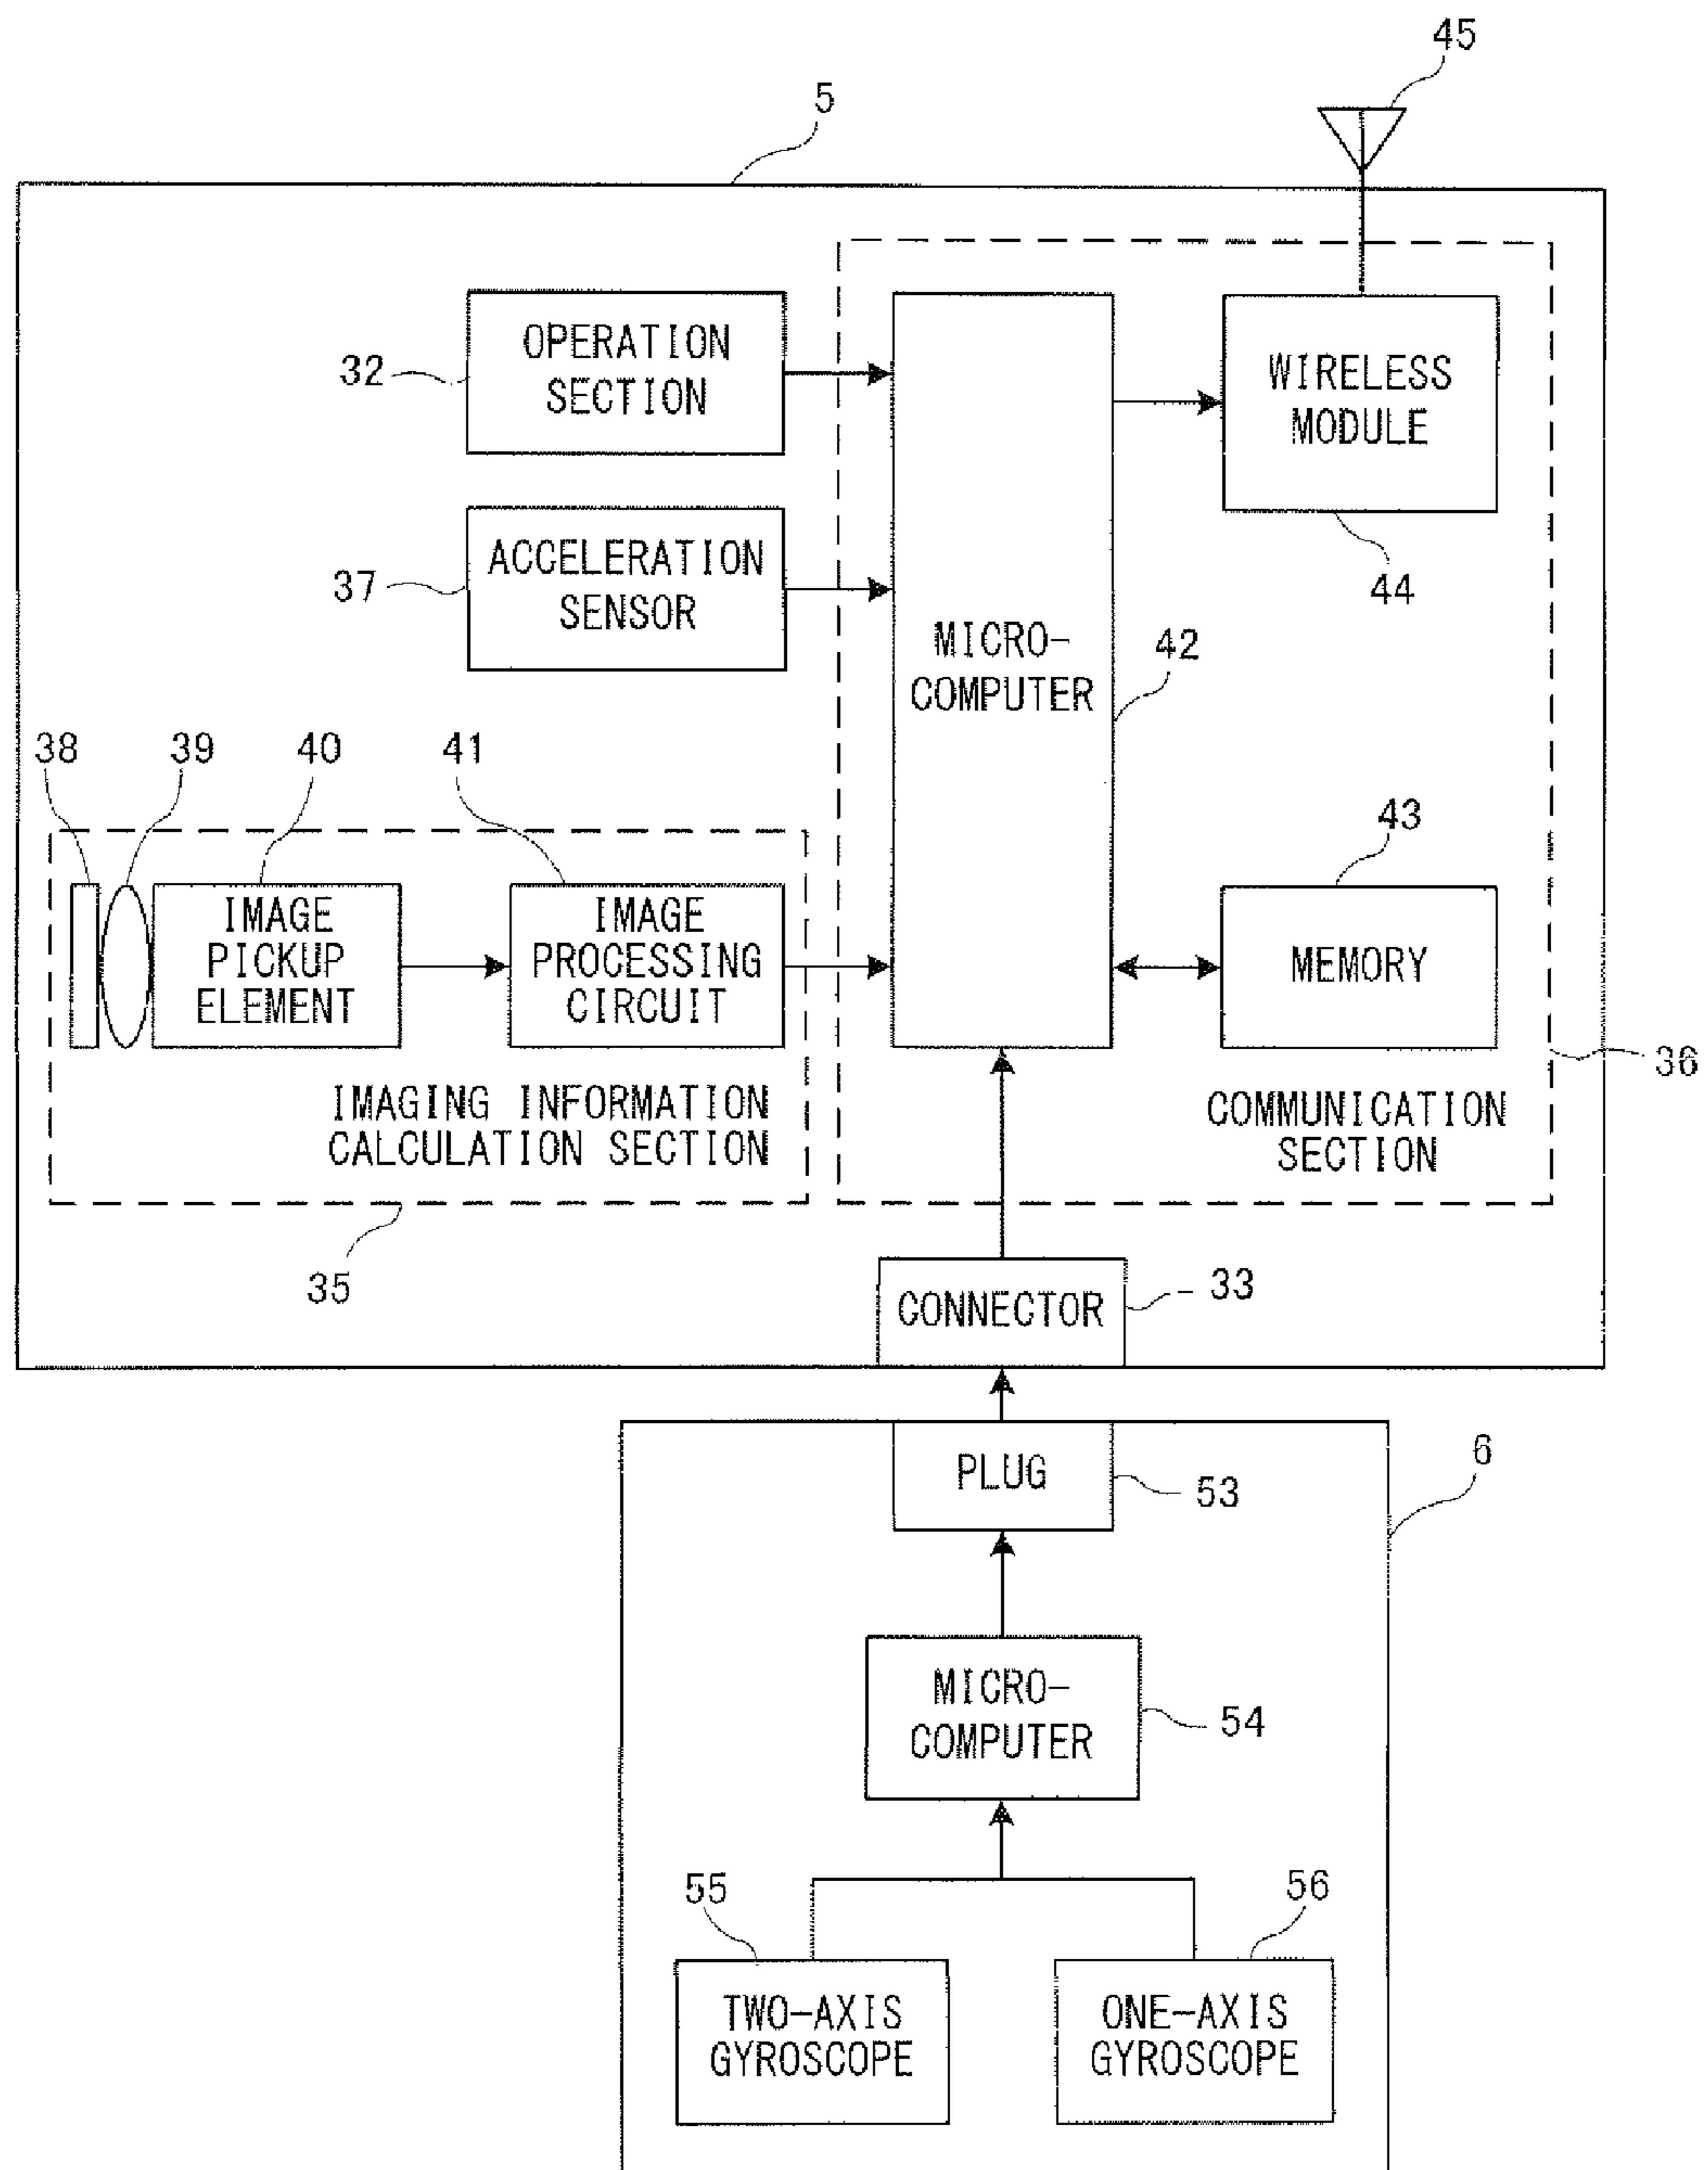 45
5
OPERATION
SECTION
32
WIRELESS
MODULE
44
ACCELERATION
SENSOR
37
MICRO-
COMPUTER
42
38
39
40
41
43
IMAGE
PICKUP
ELEMENT
IMAGE
PROCESSING
CIRCUIT
MEMORY
36
IMAGING INFORMATION
CALCULATION SECTION
COMMUNICATION
SECTION
35
CONNECTOR
33
PLUG
53
6
MICRO-
COMPUTER
54
55
56
TWO-AXIS
GYROSCOPE
ONE-AXIS
GYROSCOPE